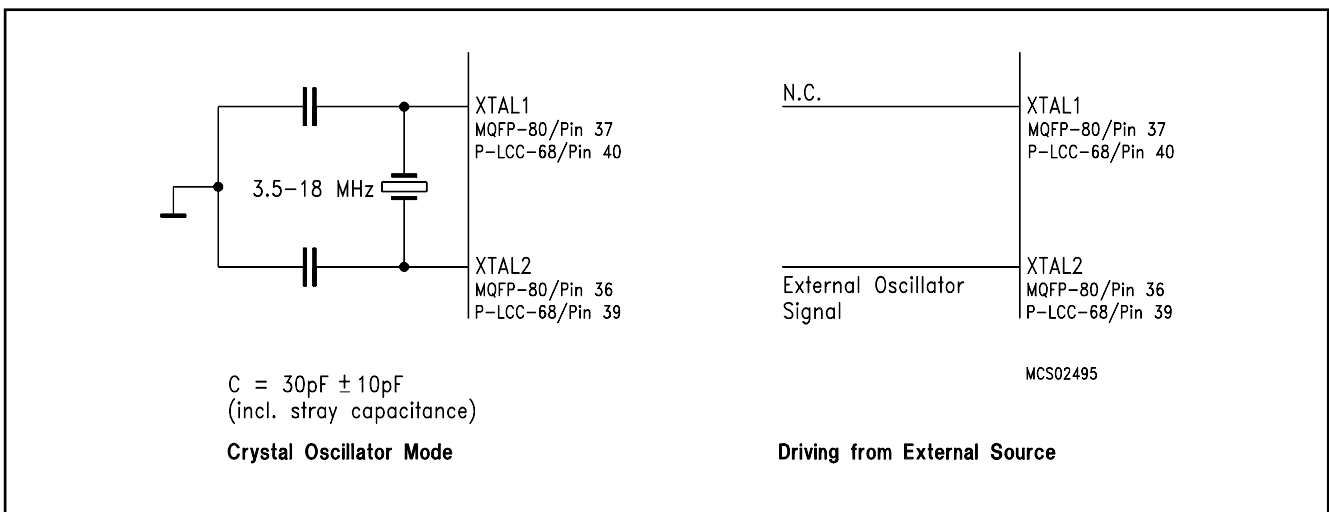 XTAL1
MQFP-80/Pin 37
P-LCC-68/Pin 40
3.5-18 MHz
XTAL2
MQFP-80/Pin 36
P-LCC-68/Pin 39
C = 30pF ± 10pF
(incl. stray capacitance)
Crystal Oscillator Mode
N.C.
XTAL1
MQFP-80/Pin 37
P-LCC-68/Pin 40
External Oscillator
Signal
XTAL2
MQFP-80/Pin 36
P-LCC-68/Pin 39
MCS02495
Driving from External Source